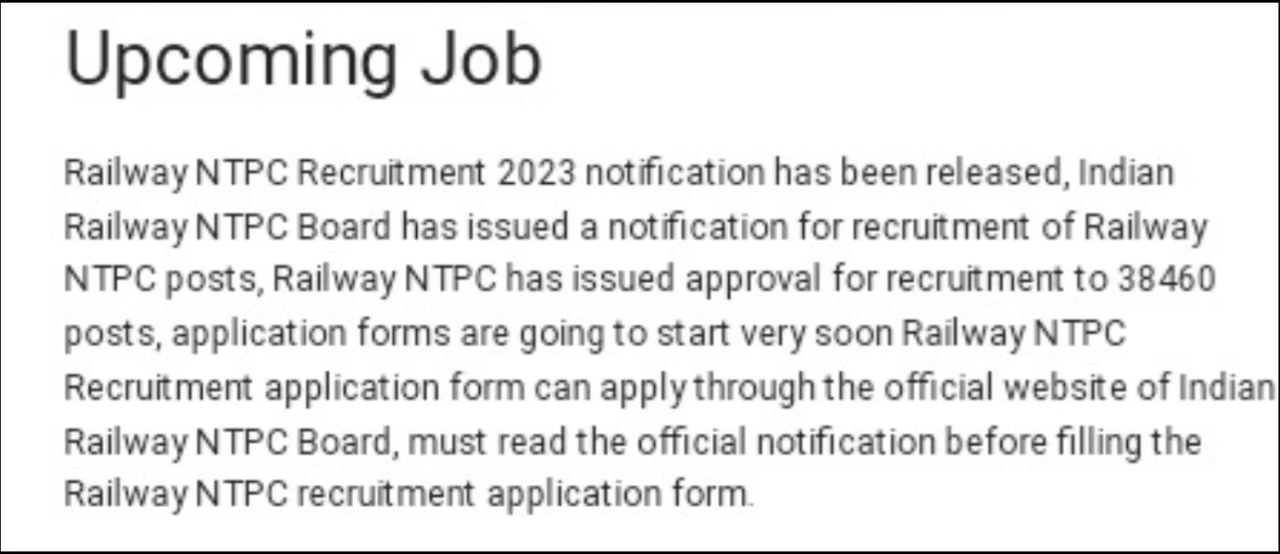 Upcoming Job
Railway NTPC Recruitment 2023 notification has been released, Indian
Railway NTPC Board has issued a notification for recruitment of Railway
NTPC posts, Railway NTPC has issued approval for recruitment to 38460
posts, application forms are going to start very soon Railway NTPC
Recruitment application form can apply through the official website of Indian
Railway NTPC Board, must read the official notification before filling the
Railway NTPC recruitment application form.